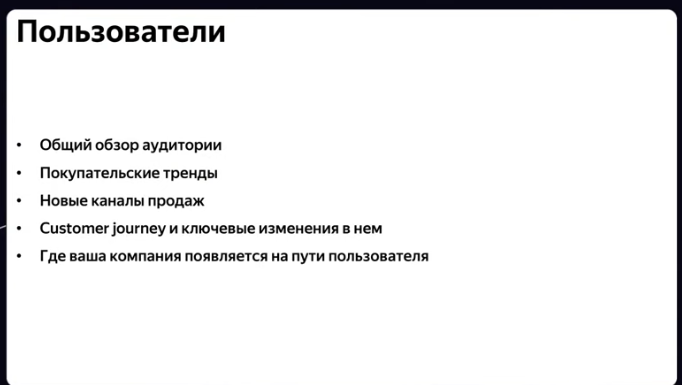 Пользователи
• Общий обзор аудитории
• Покупательские тренды
• Новые каналы продаж
• Customer journey и ключевые изменения в нем
• Где ваша компания появляется на пути пользователя